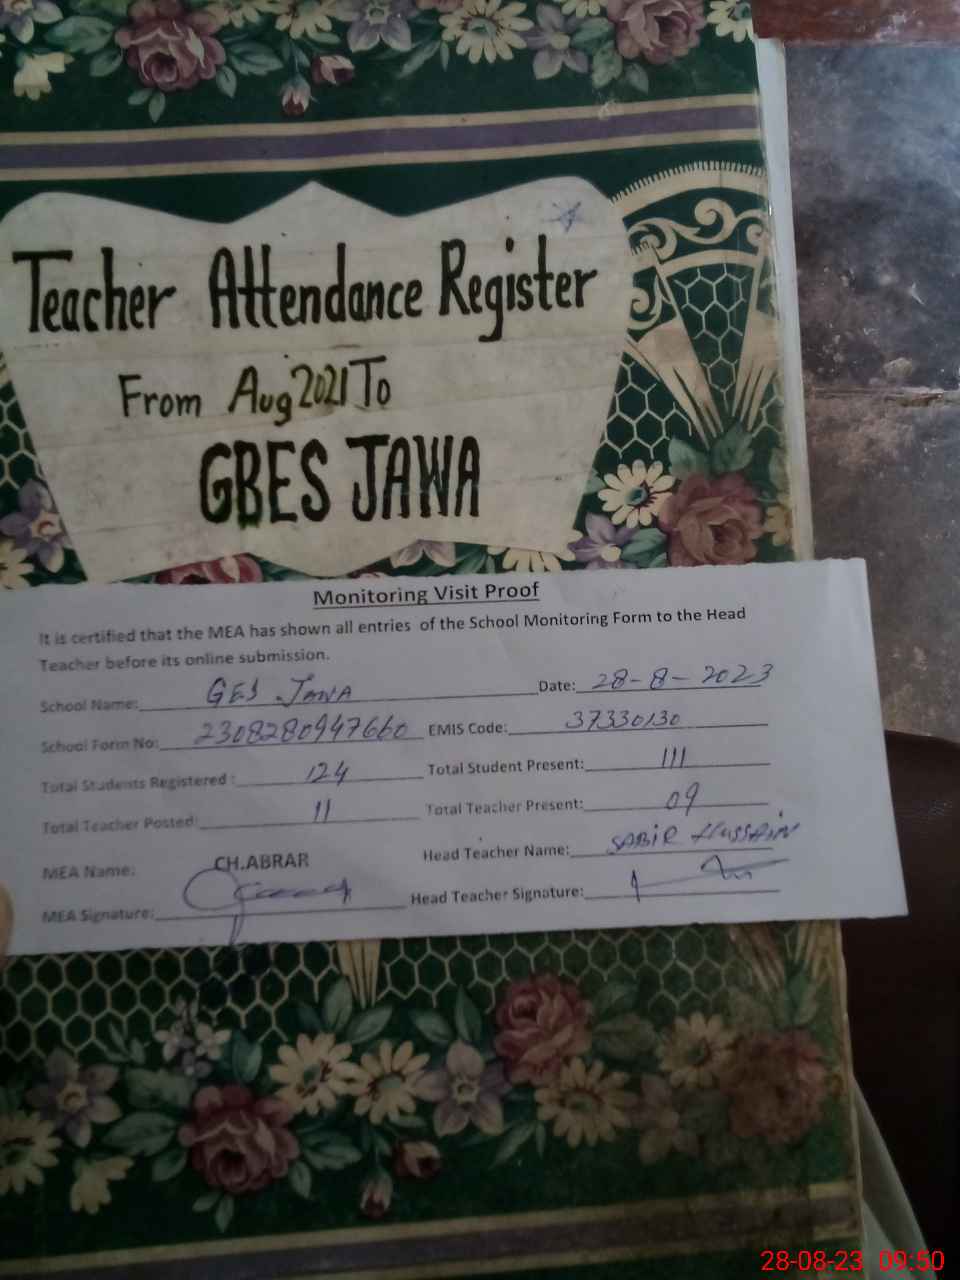 Teacher Attendance Register
From Aug 2021 To
GBES JAWA
Monitoring Visit Proof
It is certified that the MEA has shown all entries of the School Monitoring Form to the Head
Teacher before its online submission.
School Name: GES JAWA Date: 28-8-2023
School Form No: 2308280947660 EMIS Code: 37330130
Total Students Registered : 124 Total Student Present: 111
Total Teacher Posted: 11 Total Teacher Present: 09
MEA Name: CH.ABRAR Head Teacher Name: SABIR HUSSAIN
MEA Signature: Head Teacher Signature:
28-08-23 09:50